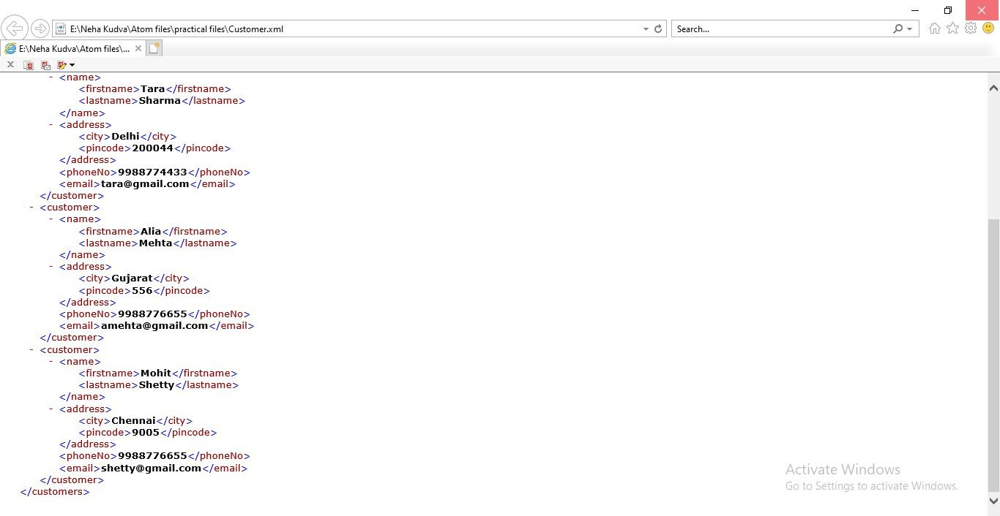 E:\Neha Kudva\Atom files\practical files\Customer.xml
Search...
E:\Neha Kudva\Atom files\...
- <name>
<firstname>Tara</firstname>
<lastname>Sharma</lastname>
</name>
- <address>
<city>Delhi</city>
<pincode>200044</pincode>
</address>
<phoneNo>9988774433</phoneNo>
<email>tara@gmail.com</email>
</customer>
- <customer>
- <name>
<firstname>Alia</firstname>
<lastname>Mehta</lastname>
</name>
- <address>
<city>Gujarat</city>
<pincode>556</pincode>
</address>
<phoneNo>9988776655</phoneNo>
<email>amehta@gmail.com</email>
</customer>
- <customer>
- <name>
<firstname>Mohit</firstname>
<lastname>Shetty</lastname>
</name>
- <address>
<city>Chennai</city>
<pincode>9005</pincode>
</address>
<phoneNo>9988776655</phoneNo>
<email>shetty@gmail.com</email>
</customer>
</customers>
Activate Windows
Go to Settings to activate Windows.